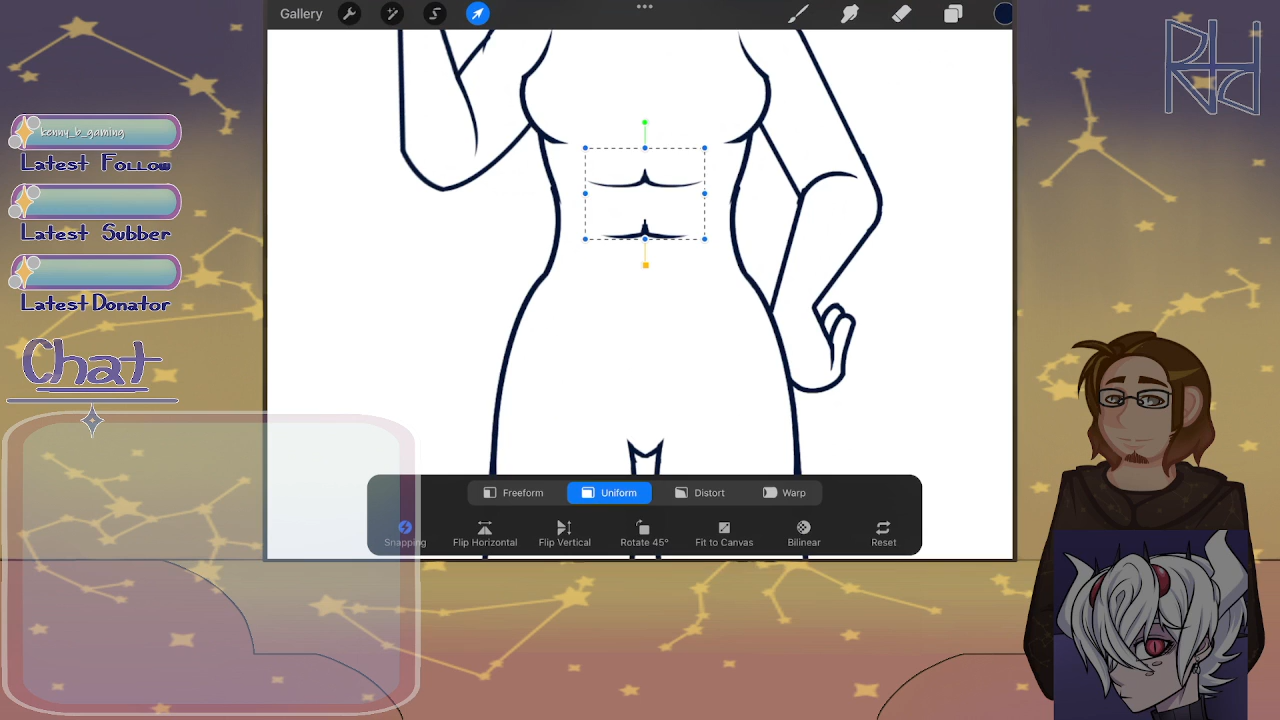 Gallery
kenny_b_gaming
Latest Follow
Latest Subber
Latest Donator
Chat
Freeform
Uniform
Distort
Warp
Snapping
Flip Horizontal
Flip Vertical
Rotate 45°
Fit to Canvas
Bilinear
Reset